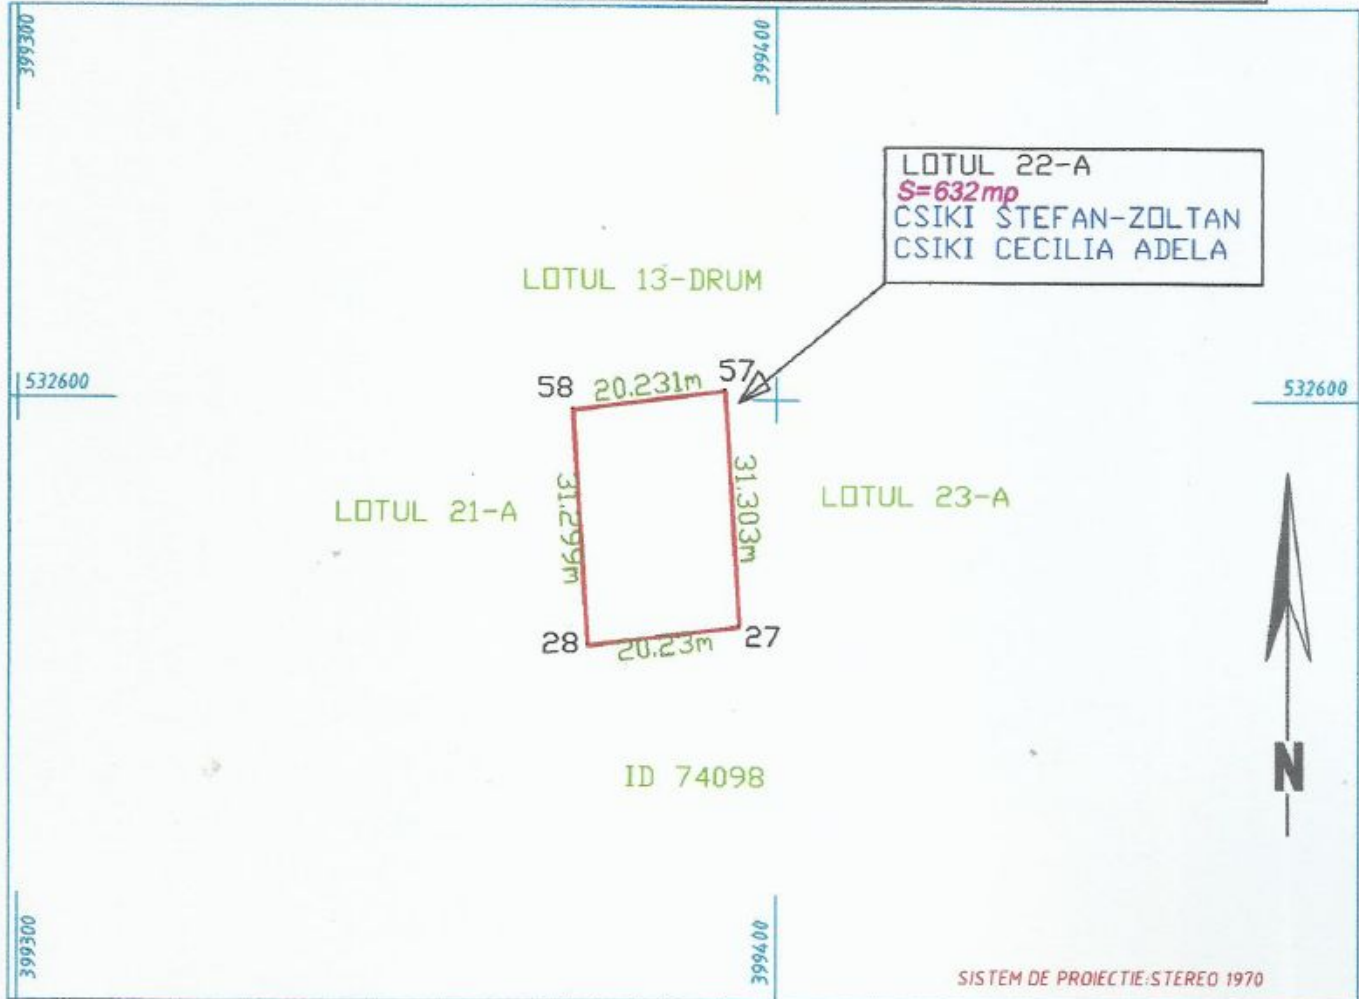 399300
399400
LOTUL 22-A
S=632mp
CSIKI STEFAN-ZOLTAN
CSIKI CECILIA ADELA
LOTUL 13-DRUM
532600
58
20.231m
57
532600
LOTUL 21-A
31.299m
31.303m
LOTUL 23-A
28
20.23m
27
ID 74098
N
399300
399400
SISTEM DE PROIECTIE:STEREO 1970